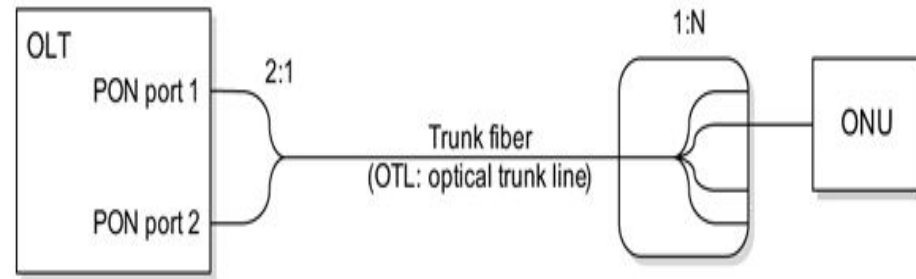 OLT
PON port 1
2:1
Trunk fiber
(OTL: optical trunk line)
PON port 2
1:N
ONU